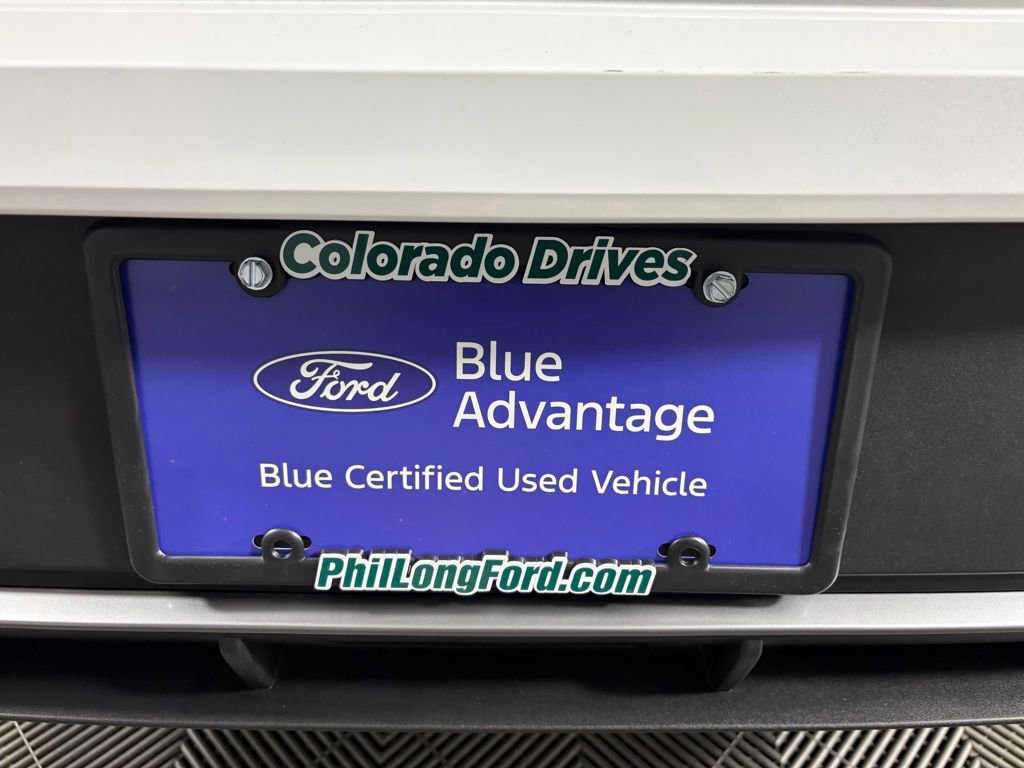 Colorado Drives
Ford
Blue
Advantage
Blue Certified Used Vehicle
PhilLongFord.com